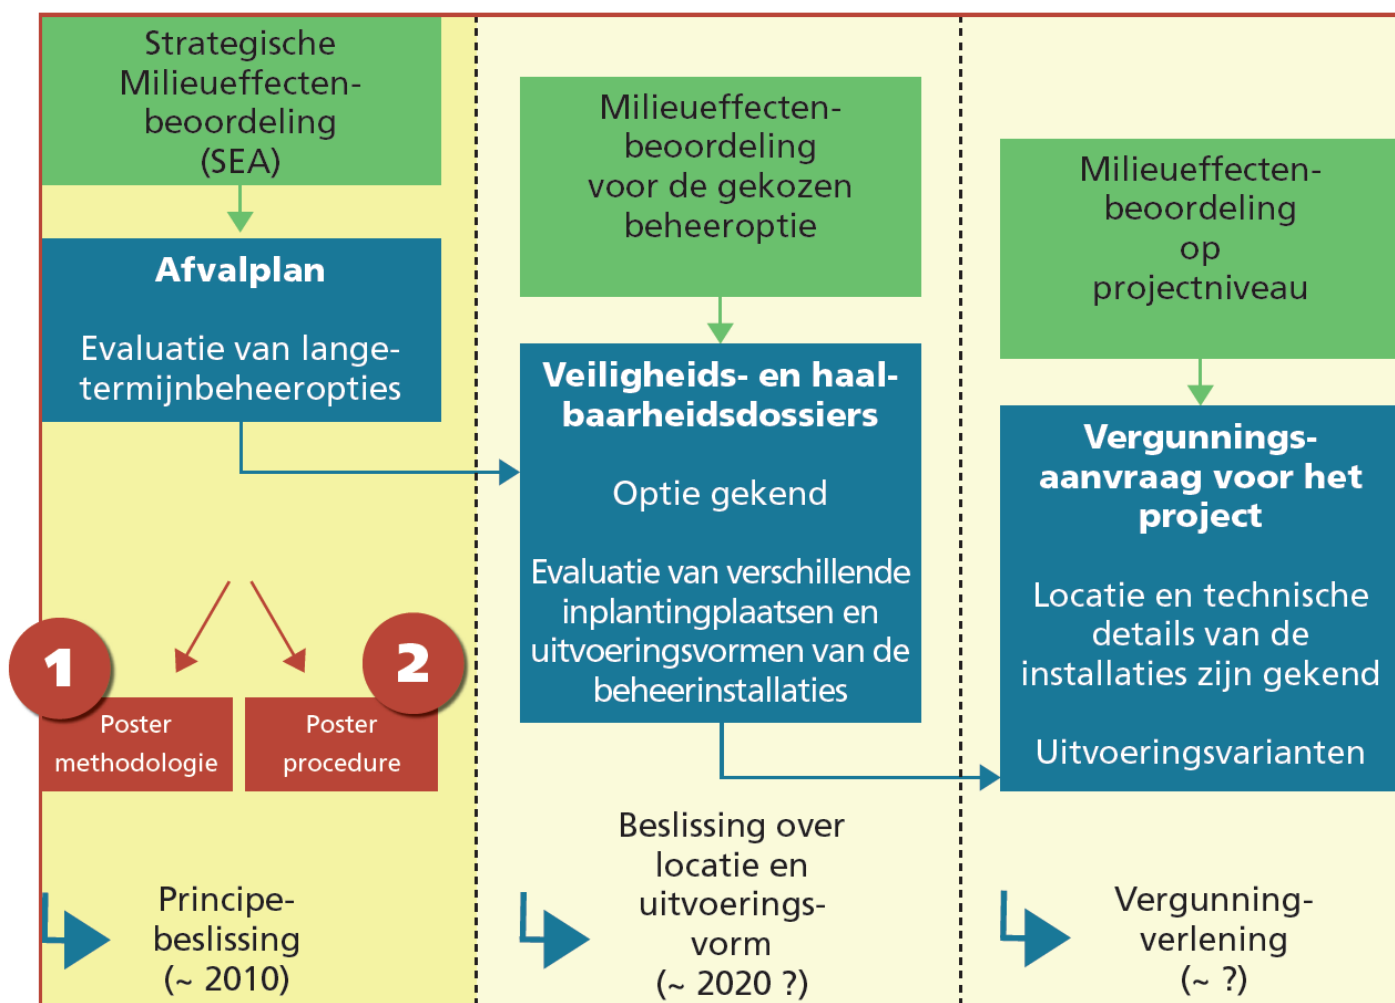 Strategische
Milieueffecten-
beoordeling
(SEA)
Afvalplan
Evaluatie van lange-
termijnbeheeropties
1
2
Poster
methodologie
Poster
procedure
Principe-
beslissing
(~ 2010)
Milieueffecten-
beoordeling
voor de gekozen
beheeroptie
Veiligheids- en haal-
baarheidsdossiers
Optie gekend
Evaluatie van verschillende
inplantingplaatsen en
uitvoeringsvormen van de
beheerinstallaties
Beslissing over
locatie en
uitvoerings-
vorm
(~ 2020 ?)
Milieueffecten-
beoordeling
op
projectniveau
Vergunnings-
aanvraag voor het
project
Locatie en technische
details van de
installaties zijn gekend
Uitvoeringsvarianten
Vergunning-
verlening
(~ ?)